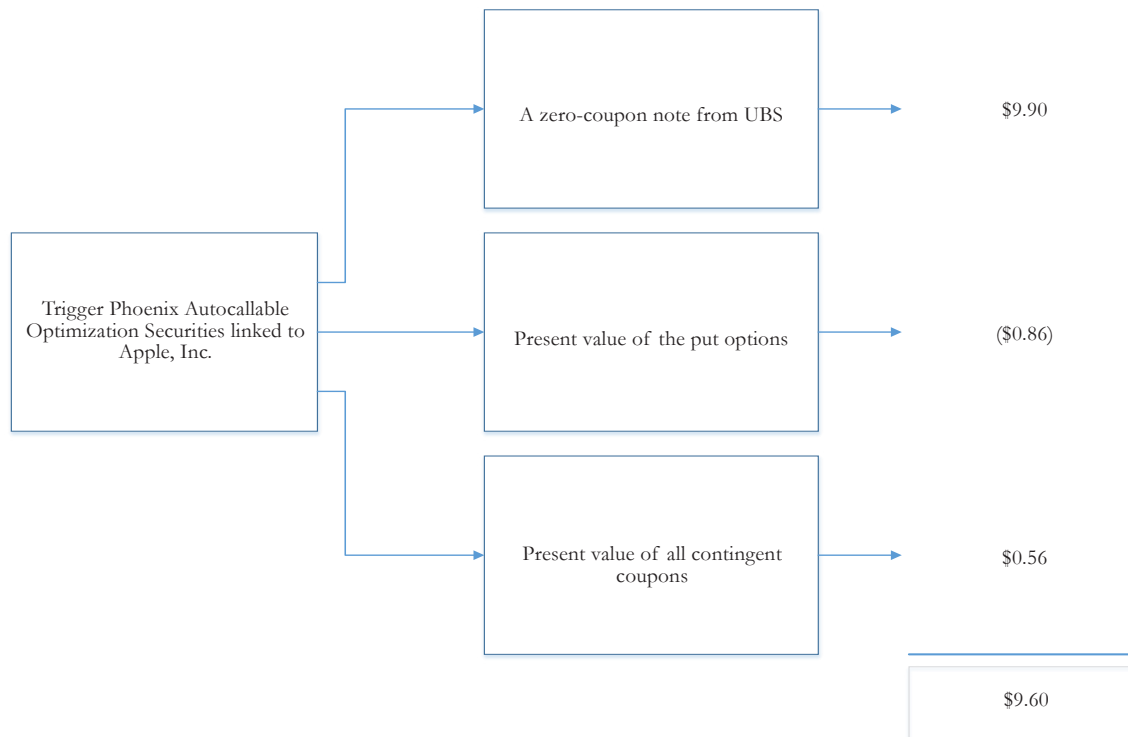 A zero-coupon note from UBS
$9.90
Trigger Phoenix Autocallable
Optimization Securities linked to
Apple, Inc.
Present value of the put options
($0.86)
Present value of all contingent
coupons
$0.56
$9.60